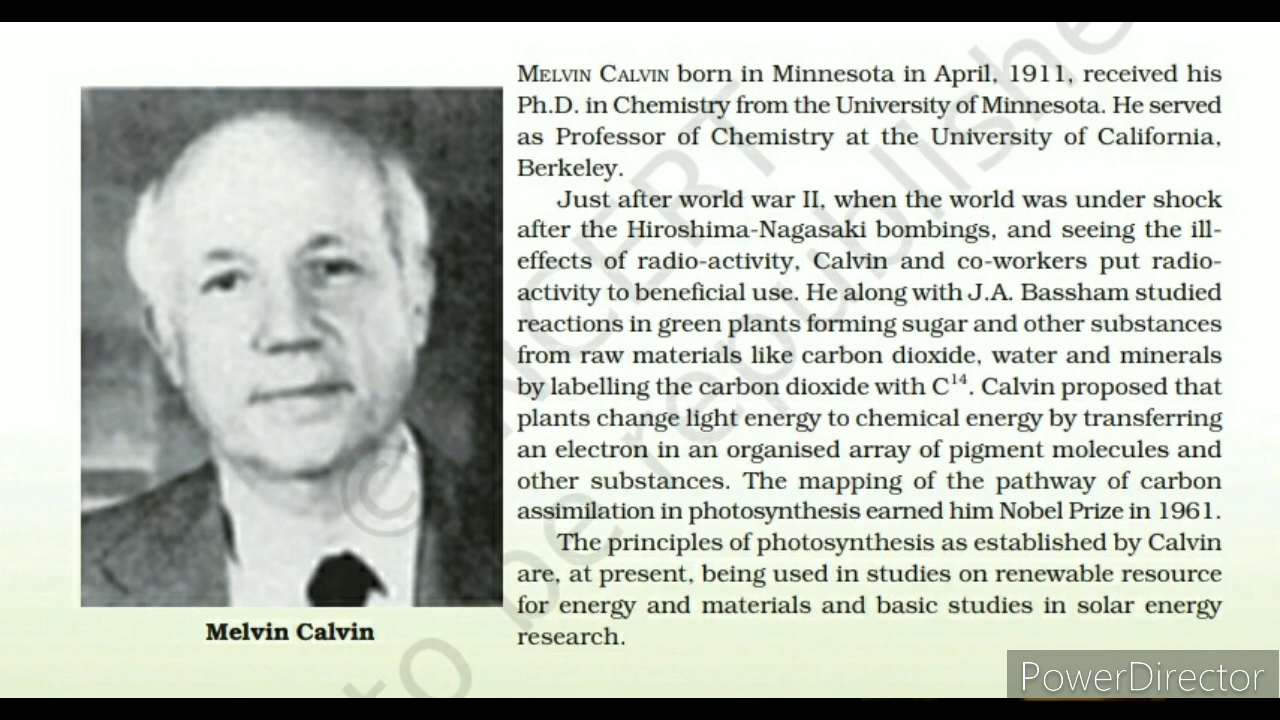 MELVIN CALVIN born in Minnesota in April, 1911, received his
Ph.D. in Chemistry from the University of Minnesota. He served
as Professor of Chemistry at the University of California,
Berkeley.
Just after world war II, when the world was under shock
after the Hiroshima-Nagasaki bombings, and seeing the ill-
effects of radio-activity, Calvin and co-workers put radio-
activity to beneficial use. He along with J.A. Bassham studied
reactions in green plants forming sugar and other substances
from raw materials like carbon dioxide, water and minerals
by labelling the carbon dioxide with C¹⁴. Calvin proposed that
plants change light energy to chemical energy by transferring
an electron in an organised array of pigment molecules and
other substances. The mapping of the pathway of carbon
assimilation in photosynthesis earned him Nobel Prize in 1961.
The principles of photosynthesis as established by Calvin
are, at present, being used in studies on renewable resource
for energy and materials and basic studies in solar energy
research.
Melvin Calvin
© NCERT
to be republishe
PowerDirector